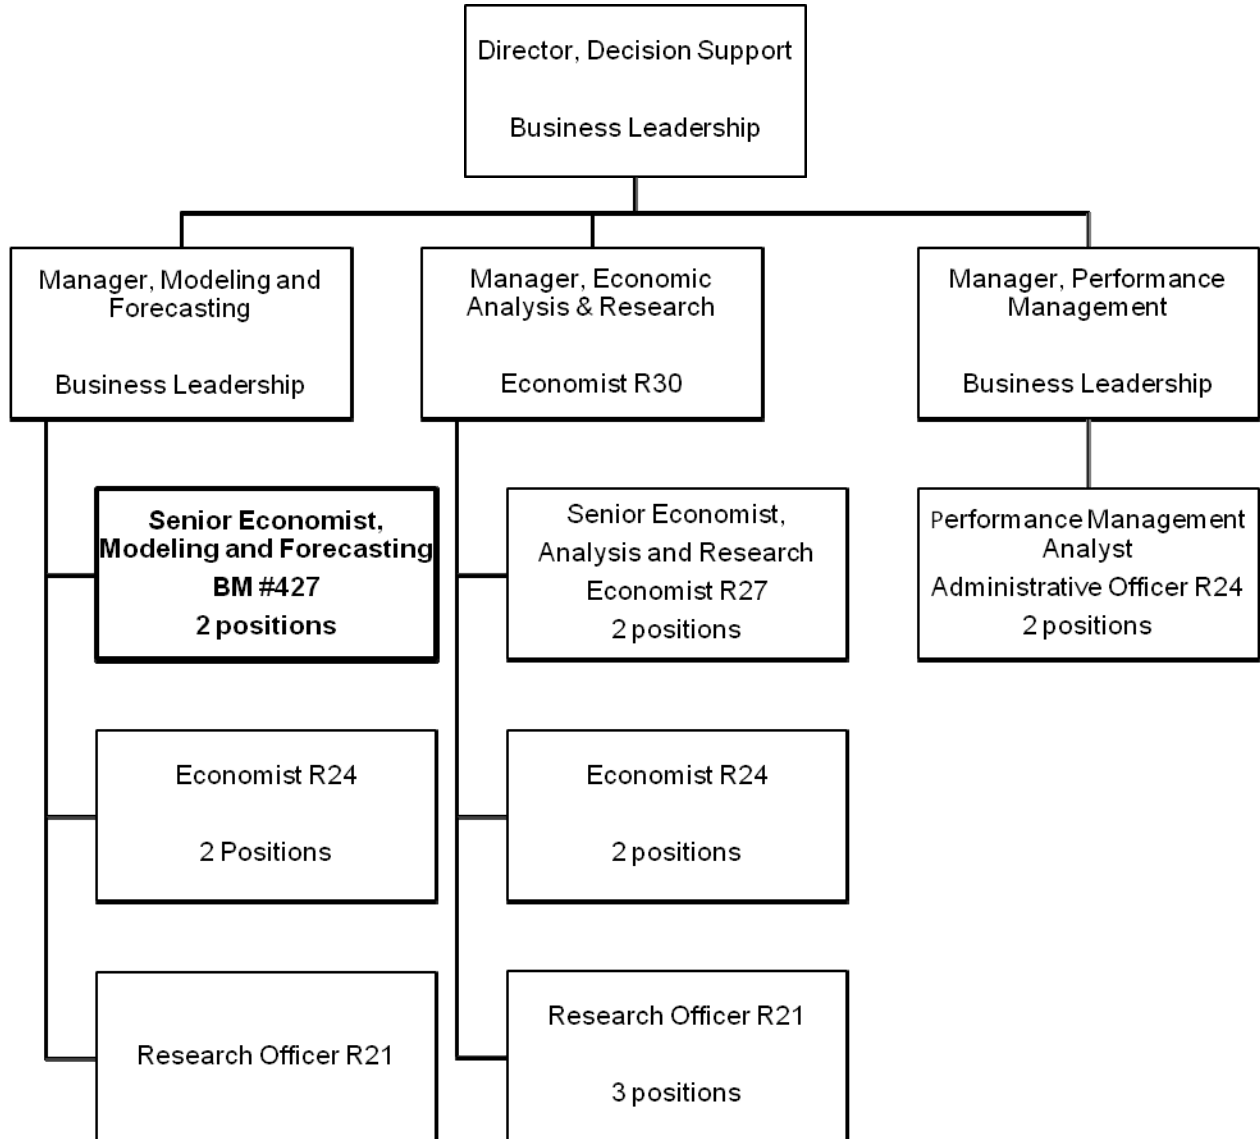 Director, Decision Support
Business Leadership
Manager, Modeling and
Forecasting
Business Leadership
Manager, Economic
Analysis & Research
Economist R30
Manager, Performance
Management
Business Leadership
Senior Economist,
Modeling and Forecasting
BM #427
2 positions
Senior Economist,
Analysis and Research
Economist R27
2 positions
Performance Management
Analyst
Administrative Officer R24
2 positions
Economist R24
2 Positions
Economist R24
2 positions
Research Officer R21
Research Officer R21
3 positions